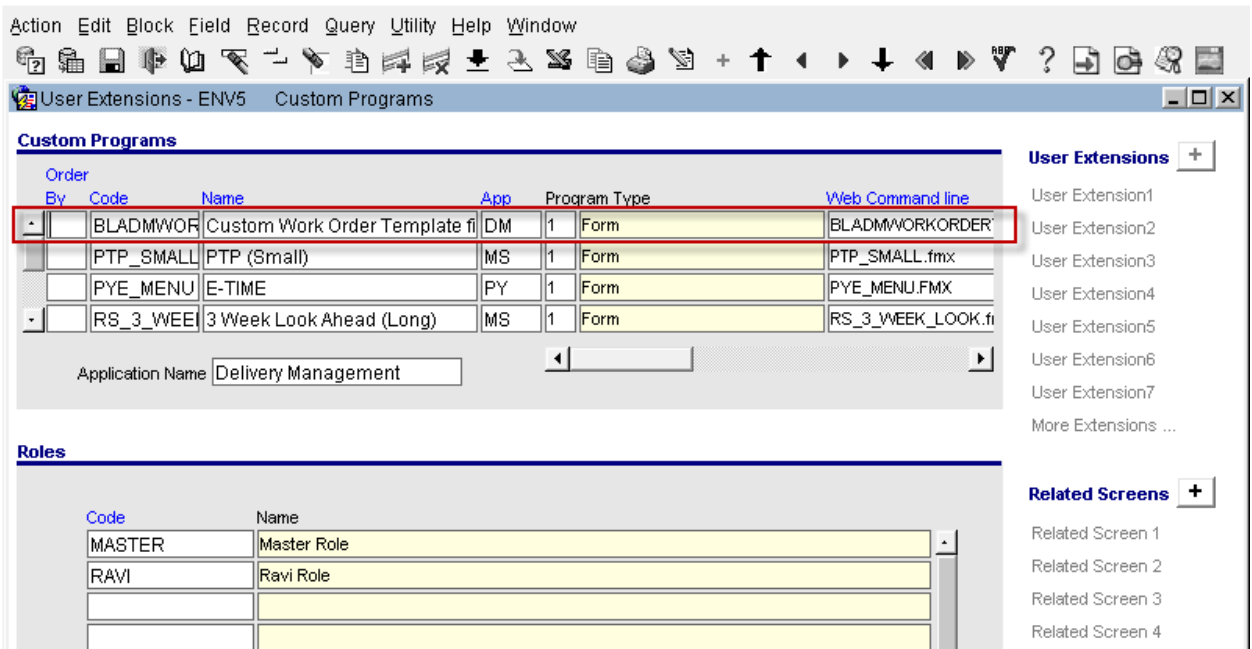 Action Edit Block Field Record Query Utility Help Window
User Extensions - ENV5 Custom Programs
Custom Programs
Order
By Code Name App Program Type Web Command line
BLADMWOR Custom Work Order Template fi DM 1 Form BLADMWORKORDER
PTP_SMALL PTP (Small) MS 1 Form PTP_SMALL.fmx
PYE_MENU E-TIME PY 1 Form PYE_MENU.FMX
RS_3_WEE 3 Week Look Ahead (Long) MS 1 Form RS_3_WEEK_LOOK.f
Application Name Delivery Management
Roles
Code Name
MASTER Master Role
RAVI Ravi Role
User Extensions +
User Extension1
User Extension2
User Extension3
User Extension4
User Extension5
User Extension6
User Extension7
More Extensions ...
Related Screens +
Related Screen 1
Related Screen 2
Related Screen 3
Related Screen 4